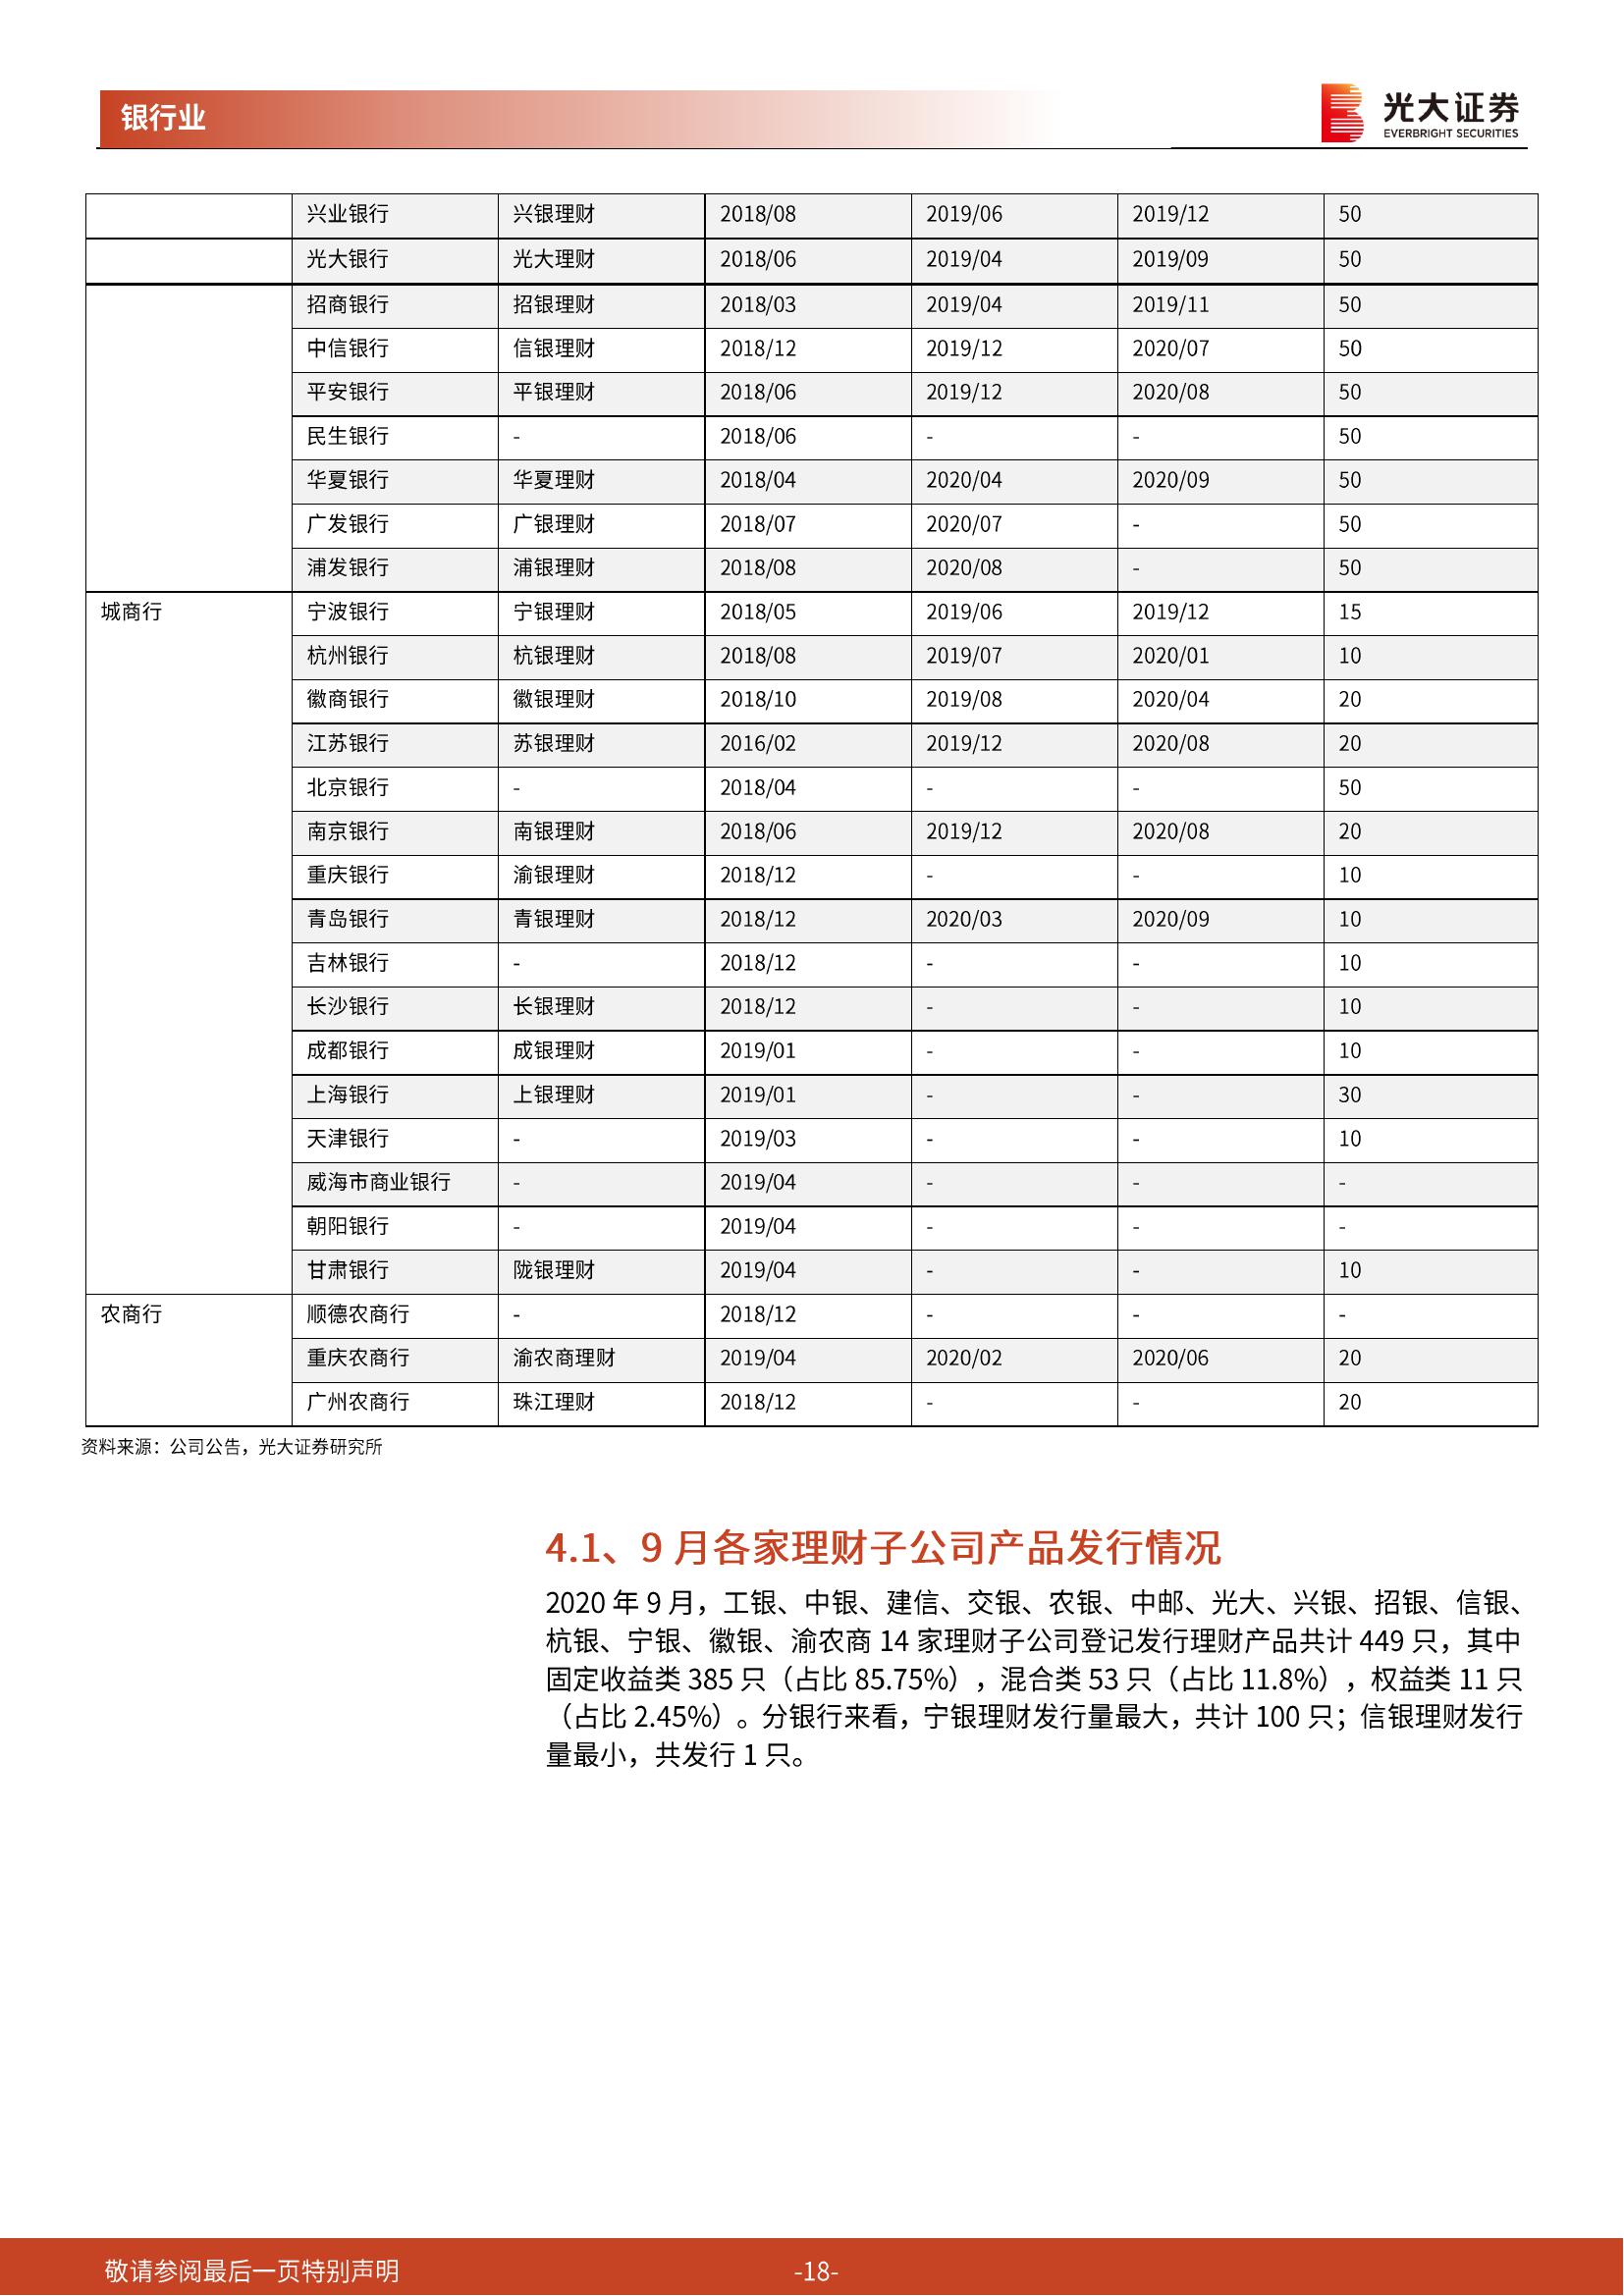 银行业
光大证券
EVERBRIGHT SECURITIES
兴业银行 兴银理财 2018/08 2019/06 2019/12 50
光大银行 光大理财 2018/06 2019/04 2019/09 50
招商银行 招银理财 2018/03 2019/04 2019/11 50
中信银行 信银理财 2018/12 2019/12 2020/07 50
平安银行 平银理财 2018/06 2019/12 2020/08 50
民生银行 - 2018/06 - - 50
华夏银行 华夏理财 2018/04 2020/04 2020/09 50
广发银行 广银理财 2018/07 2020/07 - 50
浦发银行 浦银理财 2018/08 2020/08 - 50
城商行 宁波银行 宁银理财 2018/05 2019/06 2019/12 15
杭州银行 杭银理财 2018/08 2019/07 2020/01 10
徽商银行 徽银理财 2018/10 2019/08 2020/04 20
江苏银行 苏银理财 2016/02 2019/12 2020/08 20
北京银行 - 2018/04 - - 50
南京银行 南银理财 2018/06 2019/12 2020/08 20
重庆银行 渝银理财 2018/12 - - 10
青岛银行 青银理财 2018/12 2020/03 2020/09 10
吉林银行 - 2018/12 - - 10
长沙银行 长银理财 2018/12 - - 10
成都银行 成银理财 2019/01 - - 10
上海银行 上银理财 2019/01 - - 30
天津银行 - 2019/03 - - 10
威海市商业银行 - 2019/04 - - -
朝阳银行 - 2019/04 - - -
甘肃银行 陇银理财 2019/04 - - 10
农商行 顺德农商行 - 2018/12 - - -
重庆农商行 渝农商理财 2019/04 2020/02 2020/06 20
广州农商行 珠江理财 2018/12 - - 20
资料来源：公司公告，光大证券研究所
4.1、9 月各家理财子公司产品发行情况
2020 年 9 月，工银、中银、建信、交银、农银、中邮、光大、兴银、招银、信银、
杭银、宁银、徽银、渝农商 14 家理财子公司登记发行理财产品共计 449 只，其中
固定收益类 385 只（占比 85.75%），混合类 53 只（占比 11.8%），权益类 11 只
（占比 2.45%）。分银行来看，宁银理财发行量最大，共计 100 只；信银理财发行
量最小，共发行 1 只。
敬请参阅最后一页特别声明 -18-